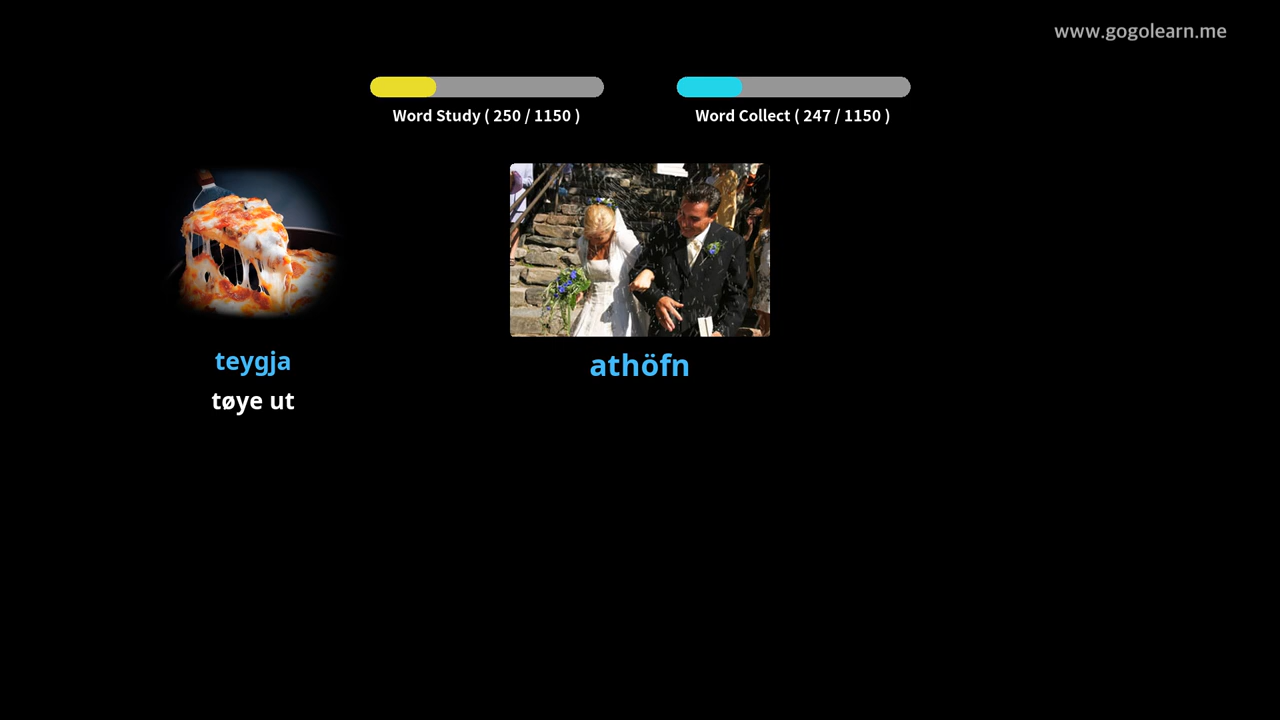 www.gogolearn.me
Word Study ( 250 / 1150 )
Word Collect ( 247 / 1150 )
teygja
tøye ut
athöfn